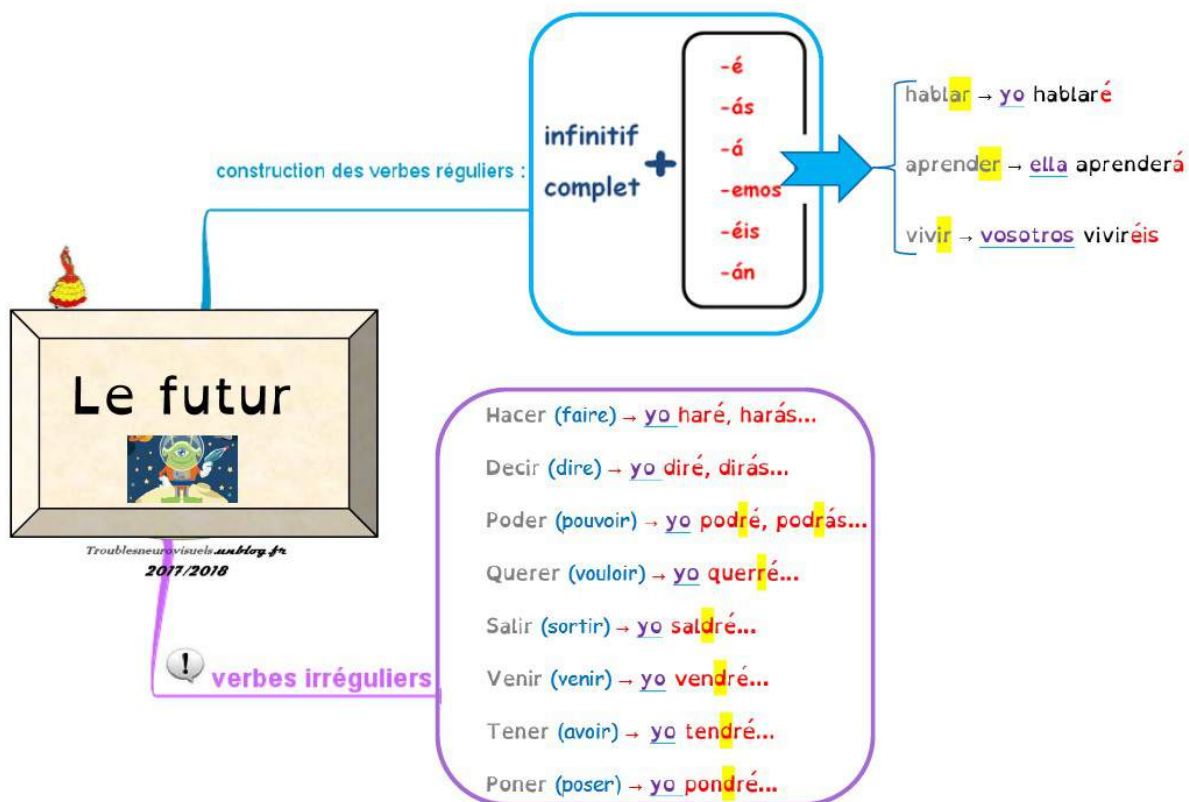 Le futur
Troublesneurovisuels.unblog.fr
2017/2018
construction des verbes réguliers :
infinitif
complet
+
-é
-ás
-á
-emos
-éis
-án
hablar → yo hablaré
aprender → ella aprenderá
vivir → vosotros viviréis
! verbes irréguliers
Hacer (faire) → yo haré, harás...
Decir (dire) → yo diré, dirás...
Poder (pouvoir) → yo podré, podrás...
Querer (vouloir) → yo querré...
Salir (sortir) → yo saldré...
Venir (venir) → yo vendré...
Tener (avoir) → yo tendré...
Poner (poser) → yo pondré...